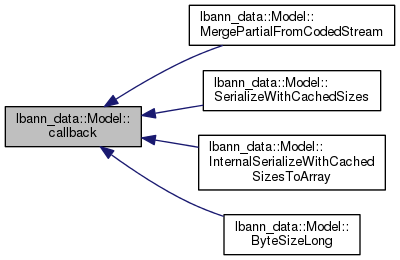 lbann_data::Model::
callback
lbann_data::Model::
MergePartialFromCodedStream
lbann_data::Model::
SerializeWithCachedSizes
lbann_data::Model::
InternalSerializeWithCached
SizesToArray
lbann_data::Model::
ByteSizeLong